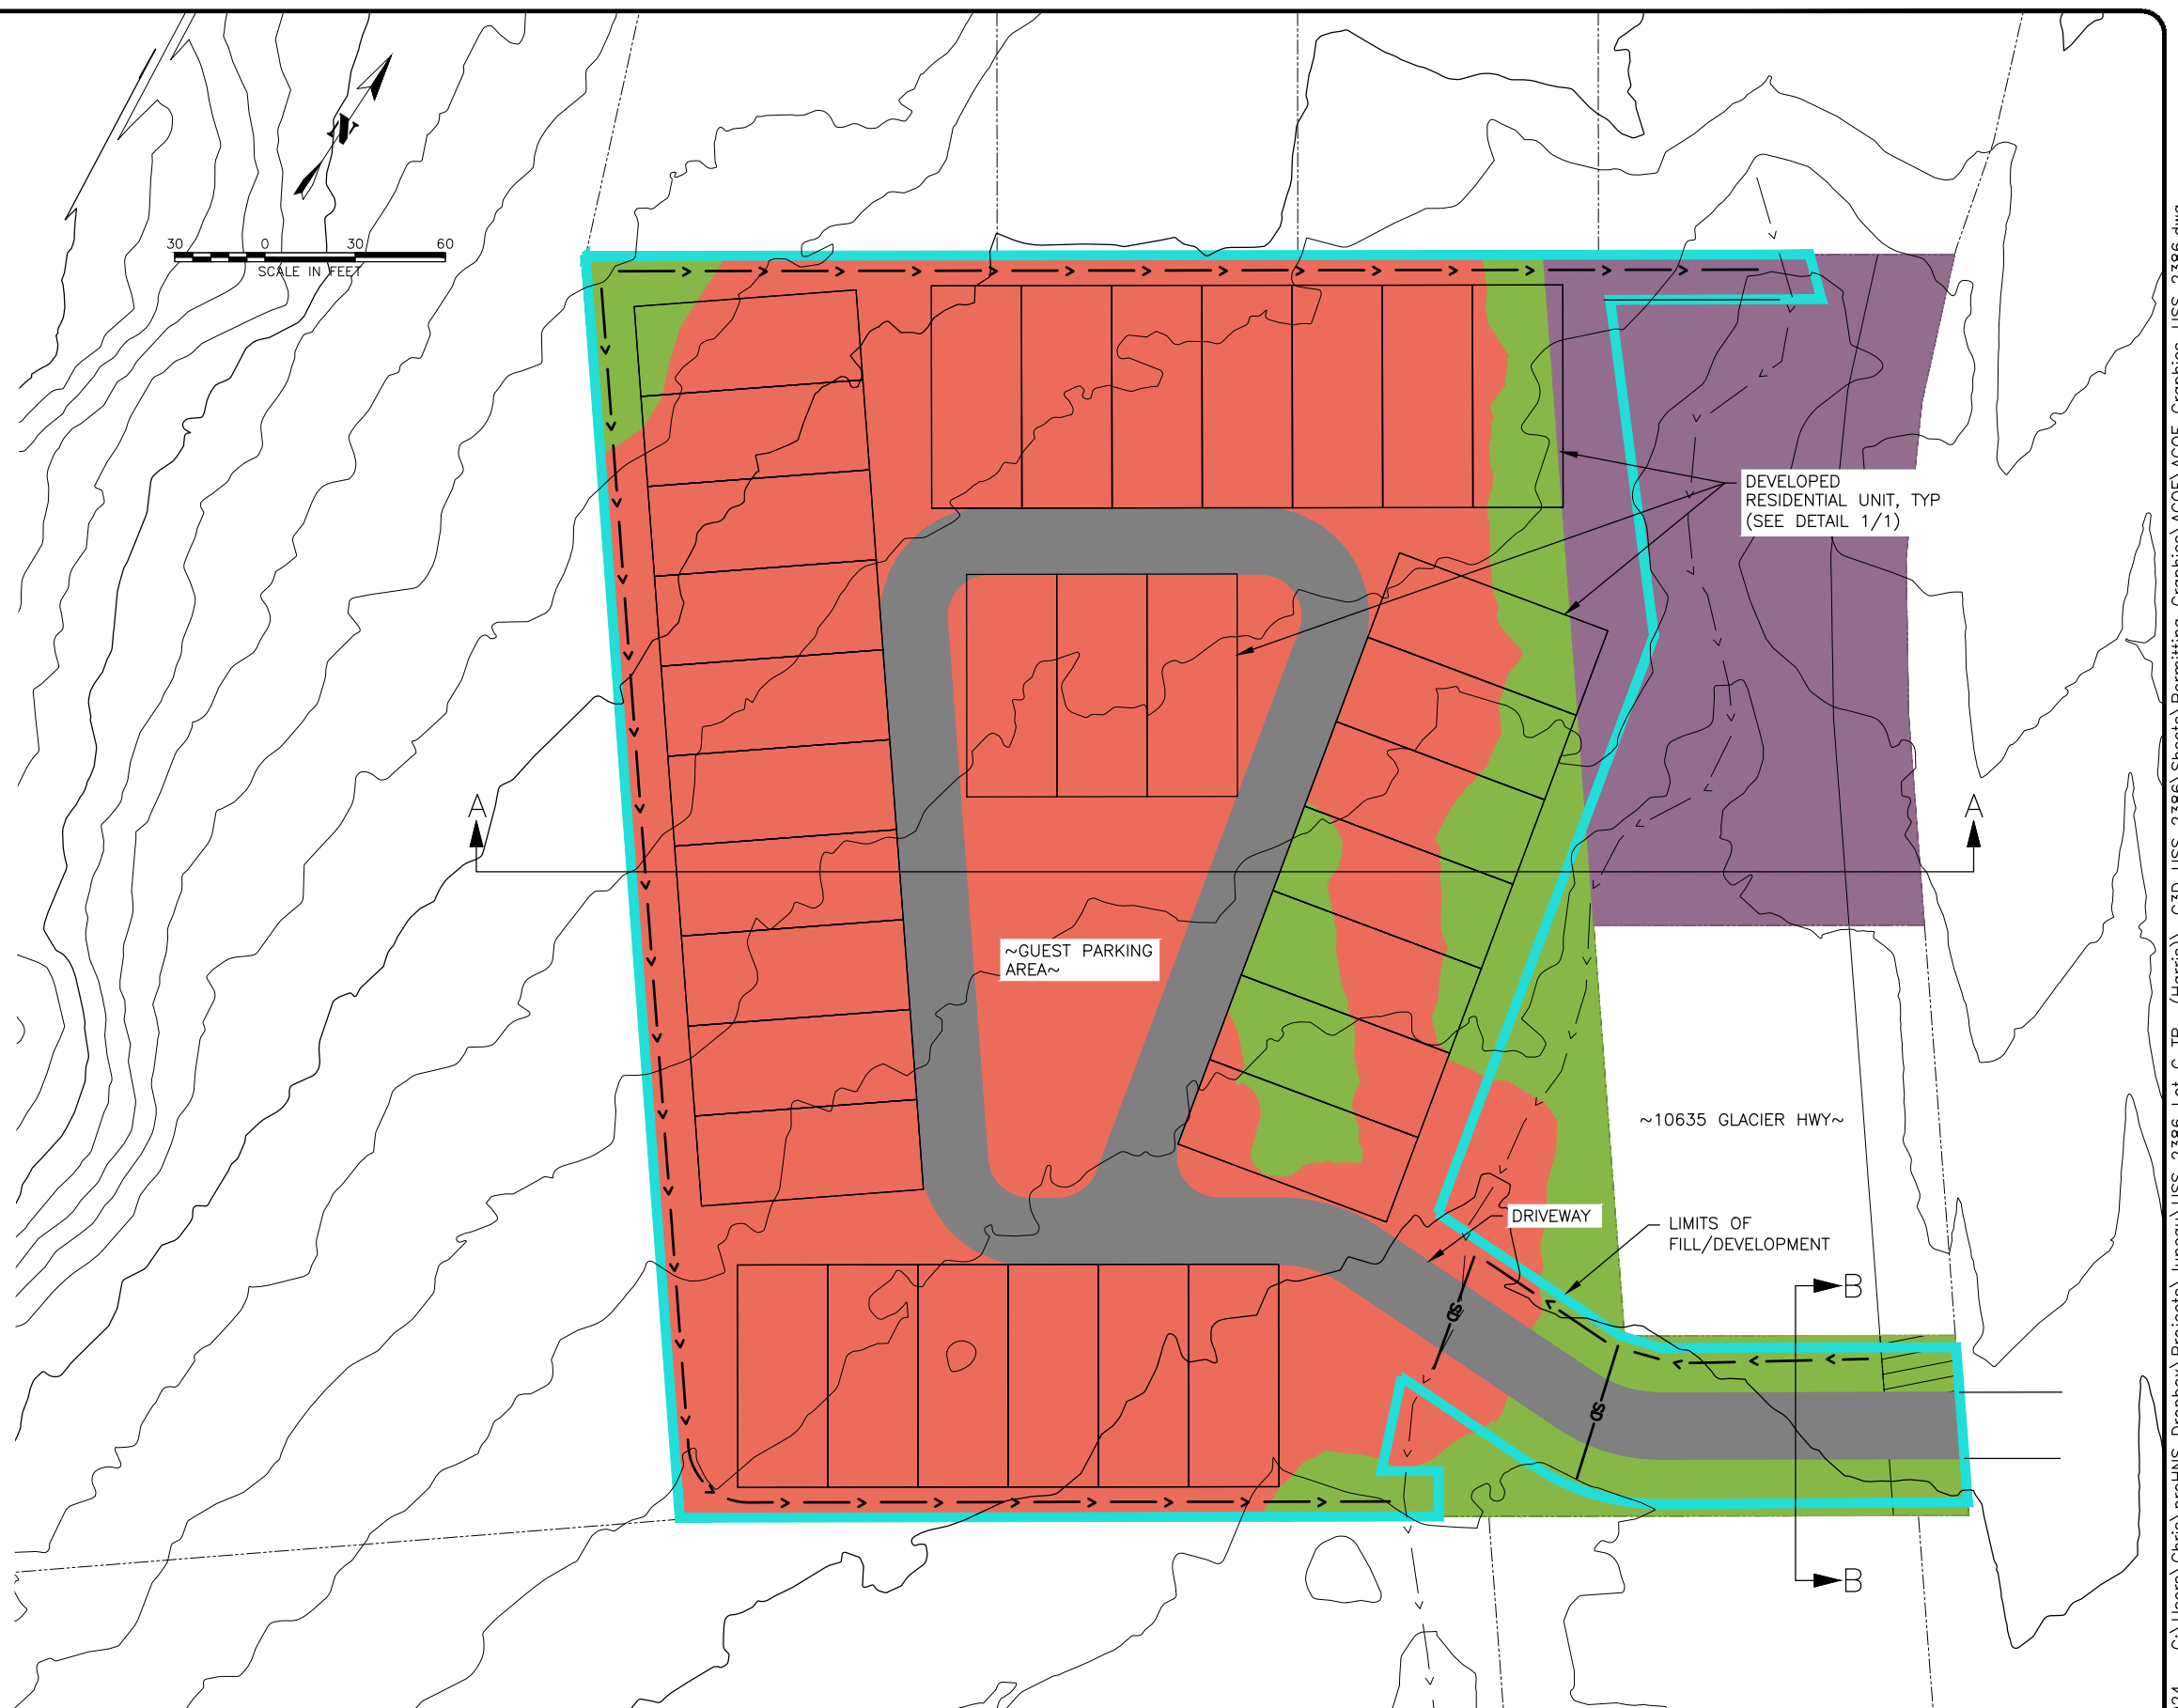 N
30 0 30 60
SCALE IN FEET
DEVELOPED
RESIDENTIAL UNIT, TYP
(SEE DETAIL 1/1)
A
A
~GUEST PARKING
AREA~
~10635 GLACIER HWY~
DRIVEWAY
LIMITS OF
FILL/DEVELOPMENT
B
SD
SD
B